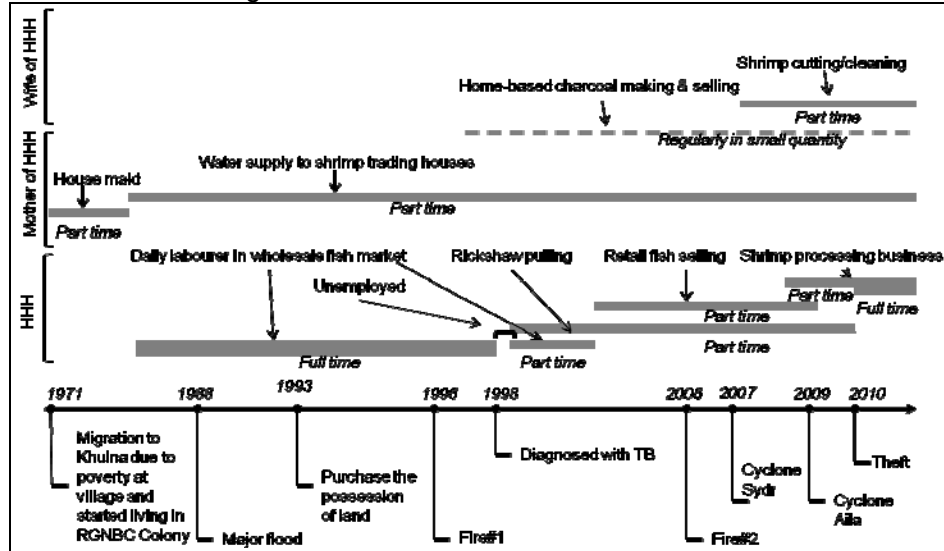 Wife of HHH
Shrimp cutting/cleaning
Home-based charcoal making & selling
Part time
Regularly in small quantity
Mother of HHH
Water supply to shrimp trading houses
House maid
Part time
Part time
HHH
Daily labourer in wholesale fish market
Rickshaw pulling
Retail fish selling
Shrimp processing business
Unemployed
Part time
Full time
Part time
Full time
Part time
Part time
1971
1988
1993
1996
1998
2007
2009
2010
Migration to
Khulna due to
poverty at
village and
started living in
RGNBC Colony
Major flood
Purchase the
possession
of land
Fire#1
Diagnosed with TB
Fire#2
Cyclone
Sydr
Cyclone
Aila
Theft